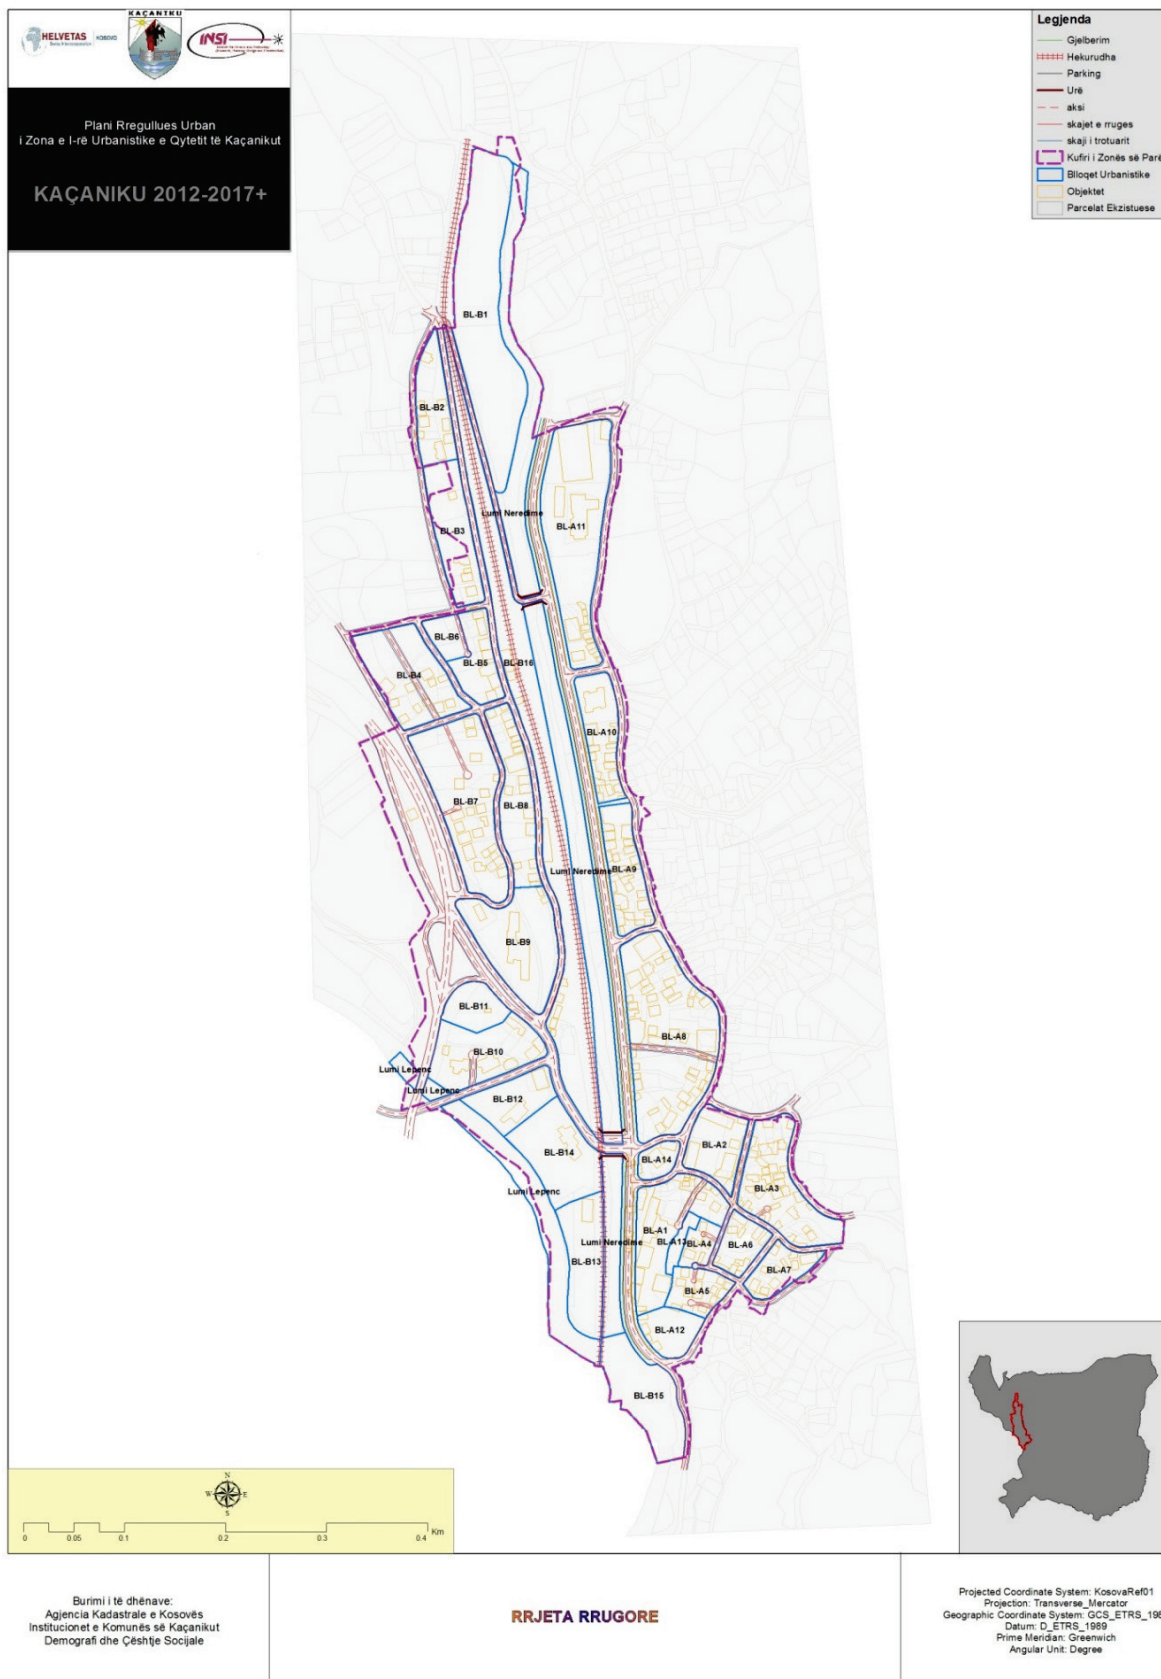 HELVETAS KOSOVO
KAÇANIKU
INSI
Plani Rregullues Urban
i Zona e I-rë Urbanistike e Qytetit të Kaçanikut
KAÇANIKU 2012-2017+
Legjenda
Gjelberim
Hekurudha
Parking
Urë
aksi
skajet e rruges
skaji i trotuarit
Kufiri i Zonës së Parë
Blloqet Urbanistike
Objektet
Parcelat Ekzistuese
BL-B1
BL-B2
Lumi Neredime
BL-A11
BL-B3
BL-B6
BL-B5
BL-B16
BL-B4
BL-A10
BL-B7
BL-B8
Lumi Neredime
BL-A9
BL-B9
BL-B11
BL-A8
BL-B10
Lumi Lepenc
Lumi Lepenc
BL-B12
BL-A2
BL-B14
BL-A14
BL-A3
Lumi Lepenc
BL-A1
Lumi Neredime
BL-A13
BL-A4
BL-A6
BL-B13
BL-A7
BL-A5
BL-A12
BL-B15
N
W E
S
0 0.05 0.1 0.2 0.3 0.4 Km
Burimi i të dhënave:
Agjencia Kadastrale e Kosovës
Institucionet e Komunës së Kaçanikut
Demografi dhe Çështje Socijale
RRJETA RRUGORE
Projected Coordinate System: KosovaRef01
Projection: Transverse_Mercator
Geographic Coordinate System: GCS_ETRS_198
Datum: D_ETRS_1989
Prime Meridian: Greenwich
Angular Unit: Degree